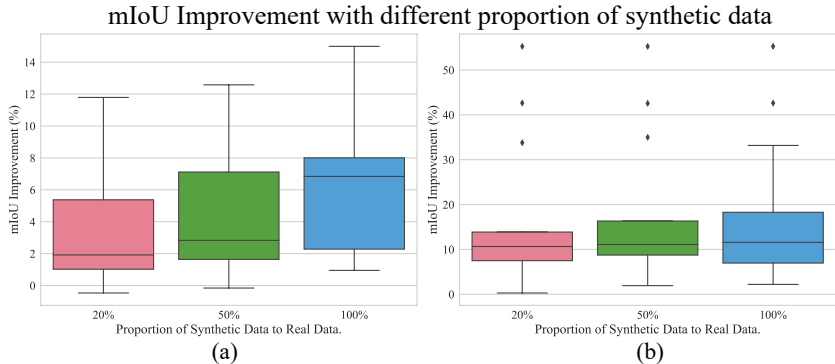 mIoU Improvement with different proportion of synthetic data
mIoU Improvement (%)
14
12
10
8
6
4
2
0
20%
50%
100%
Proportion of Synthetic Data to Real Data.
(a)
mIoU Improvement (%)
50
40
30
20
10
0
20%
50%
100%
Proportion of Synthetic Data to Real Data.
(b)